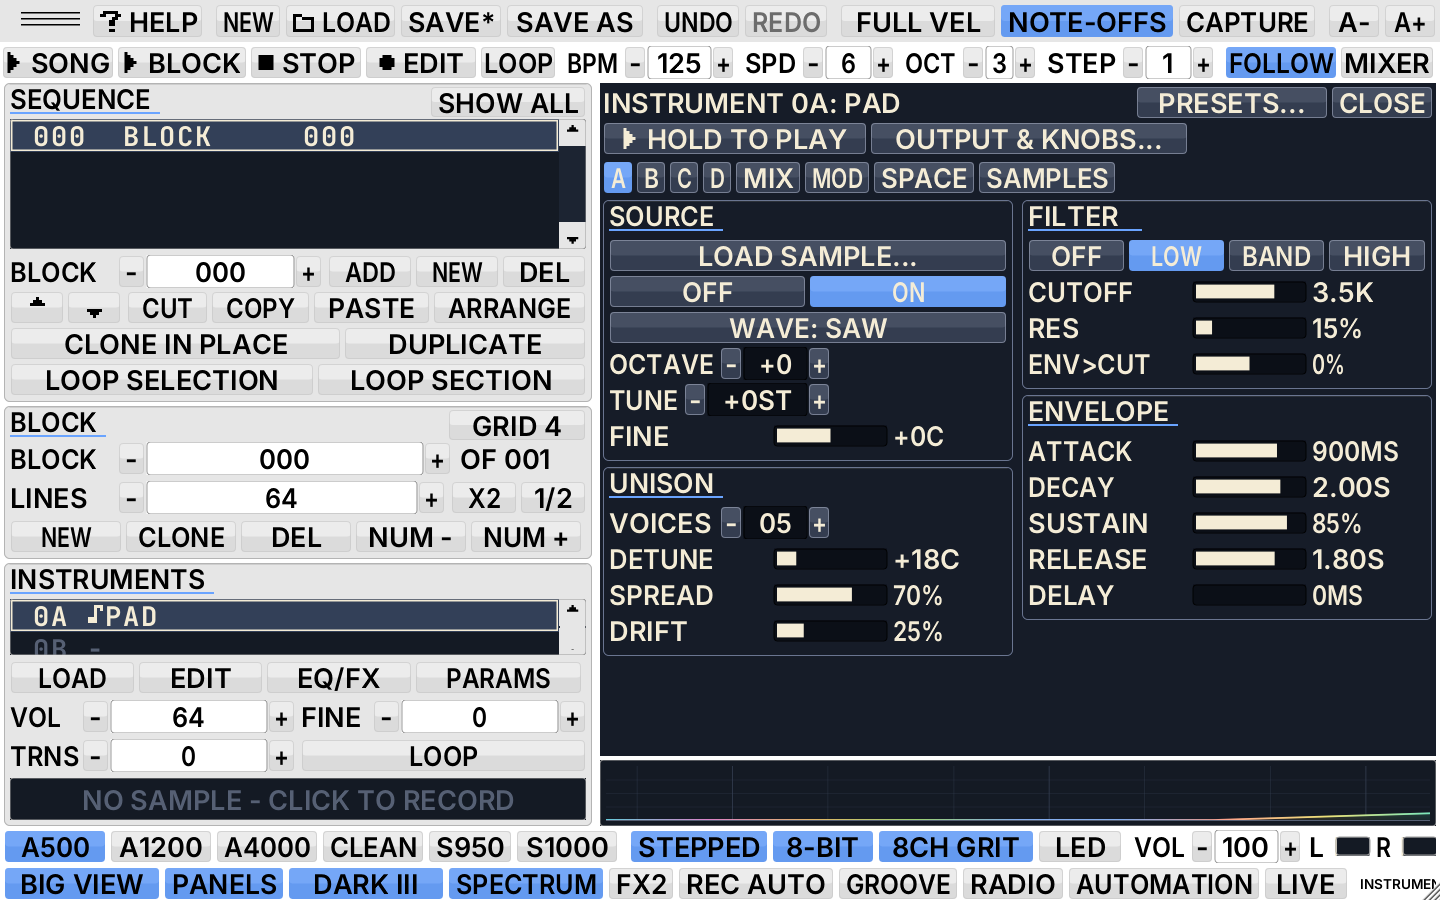 ? HELP NEW LOAD SAVE* SAVE AS UNDO REDO FULL VEL NOTE-OFFS CAPTURE A- A+
SONG BLOCK STOP EDIT LOOP BPM - 125 + SPD - 6 + OCT - 3 + STEP - 1 + FOLLOW MIXER
SEQUENCE SHOW ALL
000 BLOCK 000
BLOCK - 000 + ADD NEW DEL
CUT COPY PASTE ARRANGE
CLONE IN PLACE DUPLICATE
LOOP SELECTION LOOP SECTION
BLOCK GRID 4
BLOCK - 000 + OF 001
LINES - 64 + X2 1/2
NEW CLONE DEL NUM - NUM +
INSTRUMENTS
0A PAD
0B -
LOAD EDIT EQ/FX PARAMS
VOL - 64 + FINE - 0 +
TRNS - 0 + LOOP
NO SAMPLE - CLICK TO RECORD
INSTRUMENT 0A: PAD PRESETS... CLOSE
HOLD TO PLAY OUTPUT & KNOBS...
A B C D MIX MOD SPACE SAMPLES
SOURCE
LOAD SAMPLE...
OFF ON
WAVE: SAW
OCTAVE - +0 +
TUNE - +0ST +
FINE +0C
UNISON
VOICES - 05 +
DETUNE +18C
SPREAD 70%
DRIFT 25%
FILTER
OFF LOW BAND HIGH
CUTOFF 3.5K
RES 15%
ENV>CUT 0%
ENVELOPE
ATTACK 900MS
DECAY 2.00S
SUSTAIN 85%
RELEASE 1.80S
DELAY 0MS
A500 A1200 A4000 CLEAN S950 S1000 STEPPED 8-BIT 8CH GRIT LED VOL - 100 + L R
BIG VIEW PANELS DARK III SPECTRUM FX2 REC AUTO GROOVE RADIO AUTOMATION LIVE INSTRUMEN